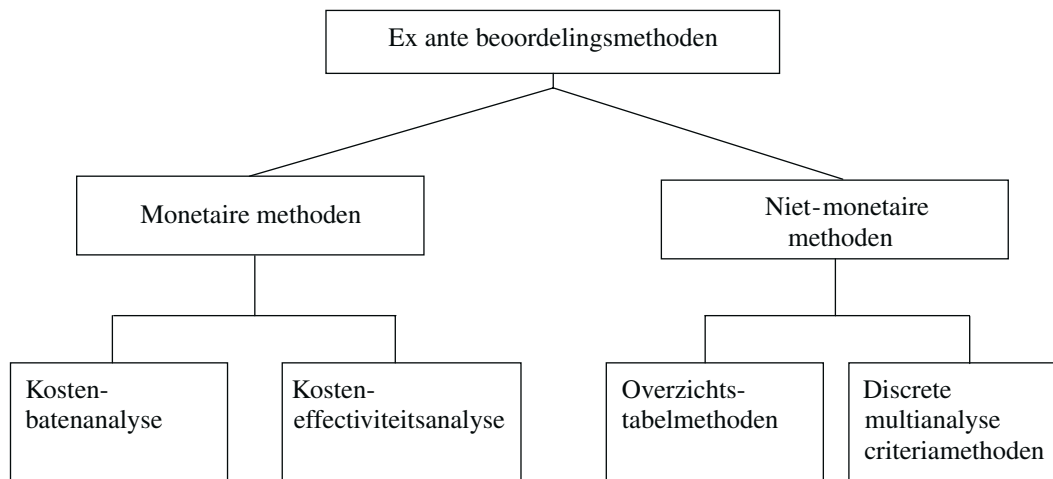 Ex ante beoordelingsmethoden
Monetaire methoden
Niet-monetaire
methoden
Kosten-
batenanalyse
Kosten-
effectiviteitsanalyse
Overzichts-
tabelmethoden
Discrete
multianalyse
criteriamethoden